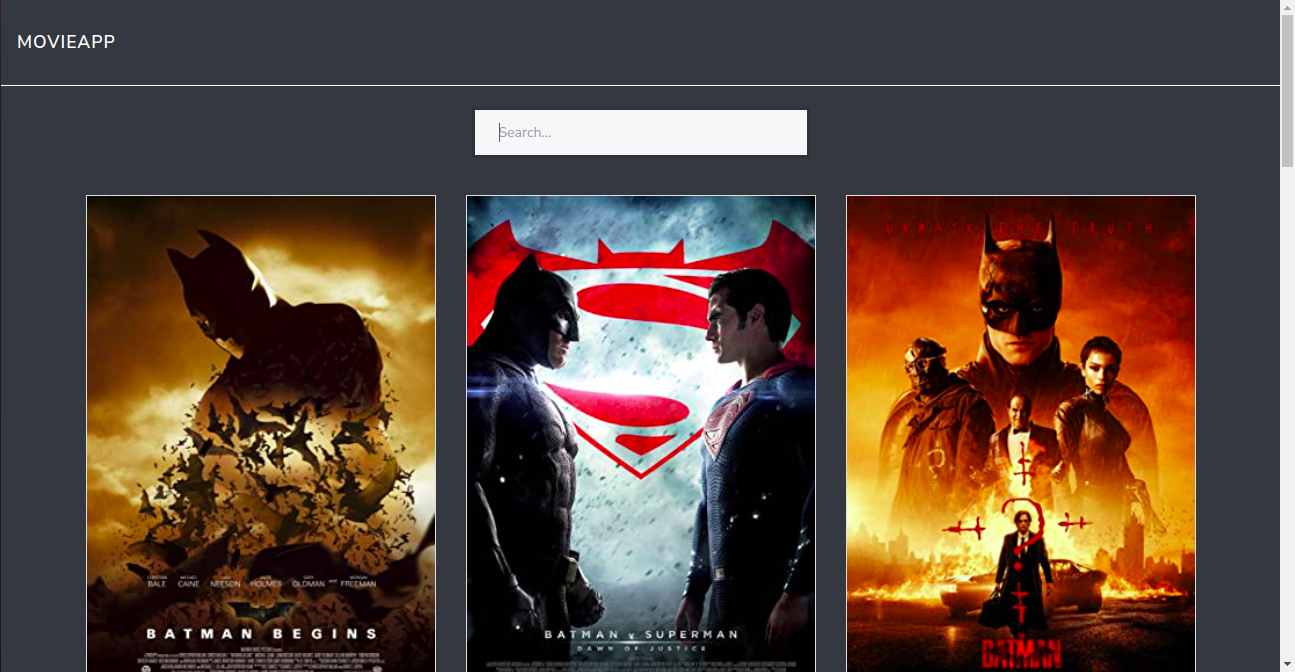 MOVIEAPP
Search...
CHRISTIAN BALE MICHAEL CAINE LIAM NEESON KATIE HOLMES GARY OLDMAN AND MORGAN FREEMAN
BATMAN BEGINS
BATMAN v SUPERMAN
DAWN OF JUSTICE
UNMASK THE TRUTH
BATMAN